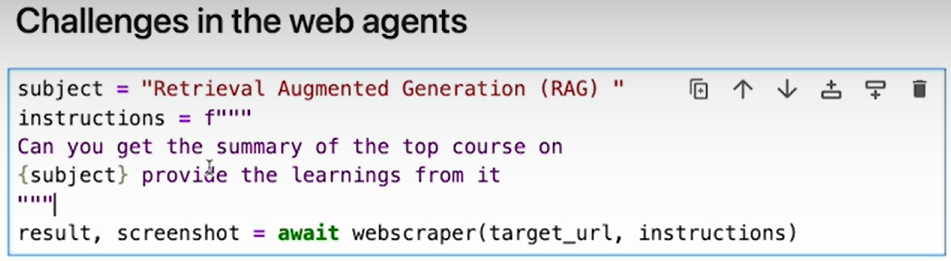 Challenges in the web agents
subject = "Retrieval Augmented Generation (RAG) "
instructions = f"""
Can you get the summary of the top course on
{subject} provide the learnings from it
"""
result, screenshot = await webscraper(target_url, instructions)